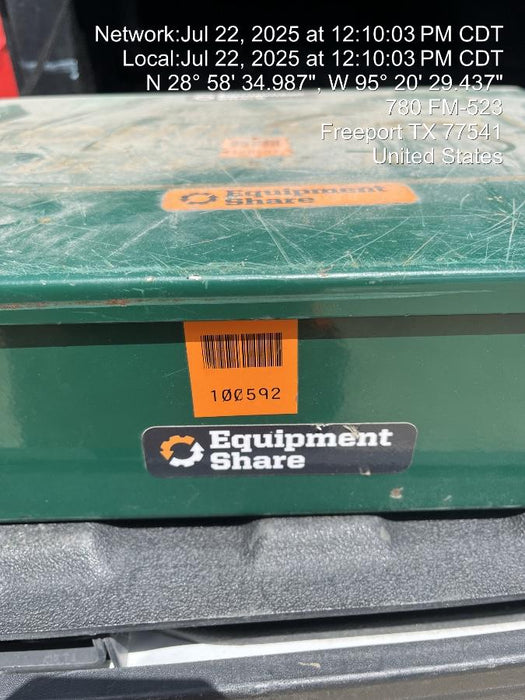 Network:Jul 22, 2025 at 12:10:03 PM CDT
Local:Jul 22, 2025 at 12:10:03 PM CDT
N 28° 58' 34.987", W 95° 20' 29.437"
780 FM-523
Freeport TX 77541
United States
Equipment
Share
100592
Equipment
Share